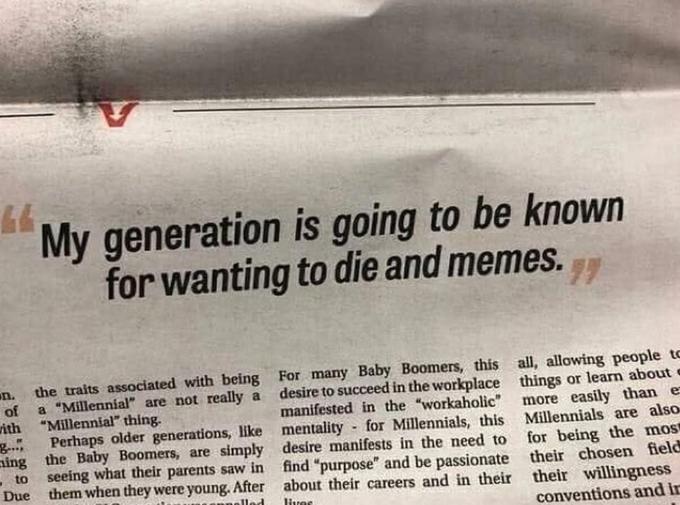 “ My generation is going to be known
for wanting to die and memes. ”
of
to
Due
the traits associated with being
a “Millennial” are not really a
“Millennial” thing.
Perhaps older generations, like
the Baby Boomers, are simply
seeing what their parents saw in
them when they were young. After
For many Baby Boomers, this
desire to succeed in the workplace
manifested in the “workaholic”
mentality - for Millennials, this
desire manifests in the need to
find “purpose” and be passionate
about their careers and in their
lives
all, allowing people to
things or learn about
more easily than
Millennials are also
for being the most
their chosen field
their willingness
conventions and